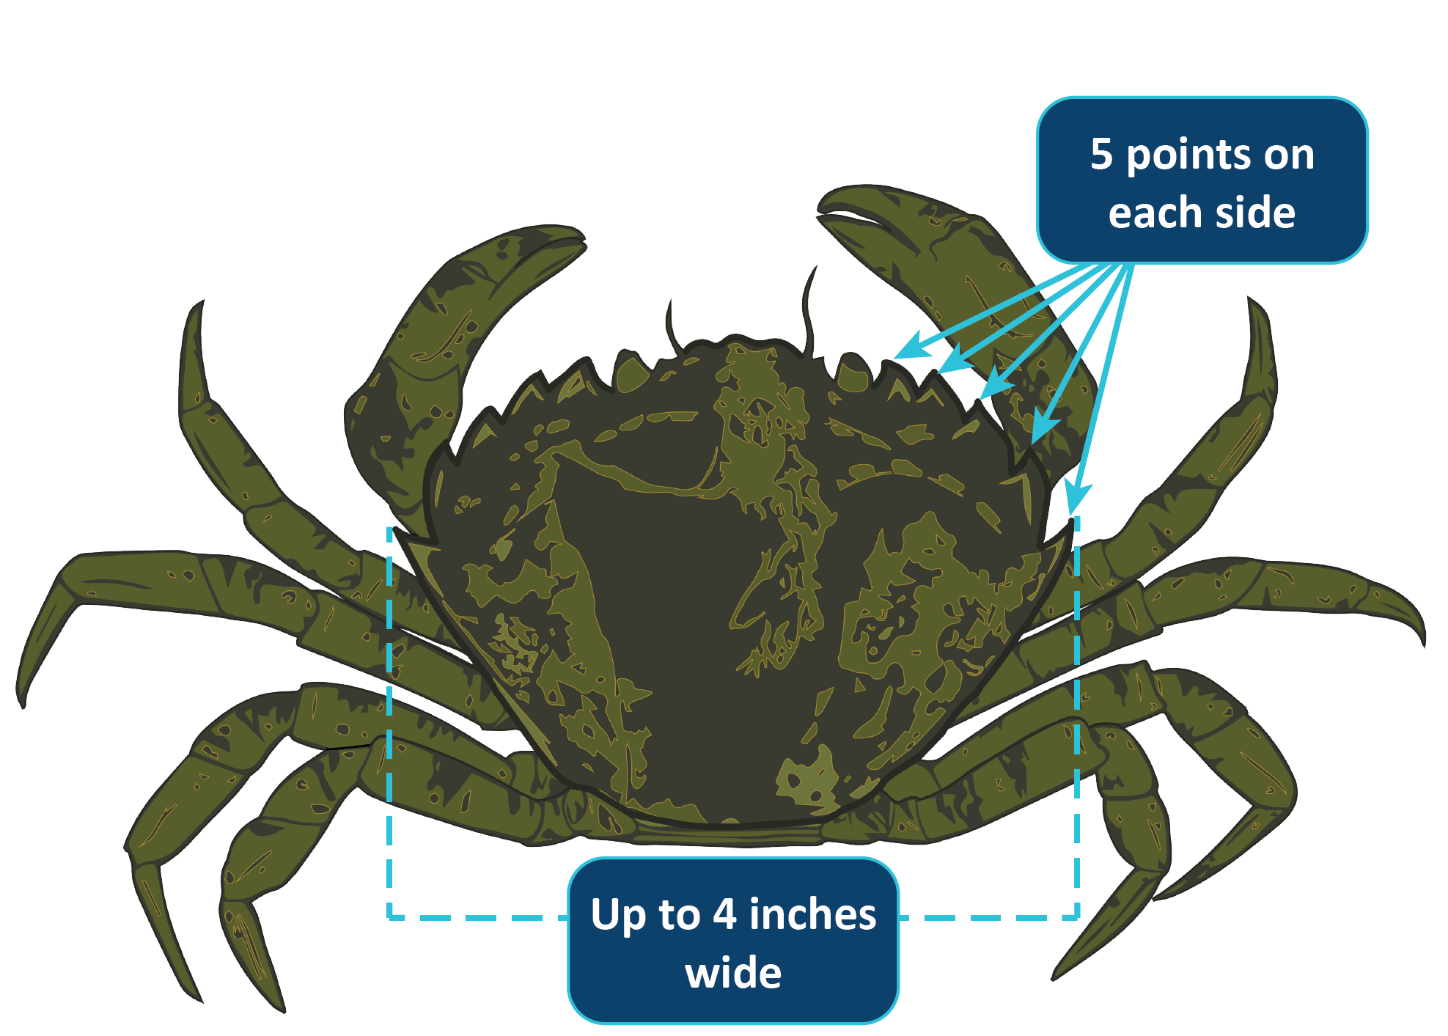 5 points on
each side
Up to 4 inches
wide